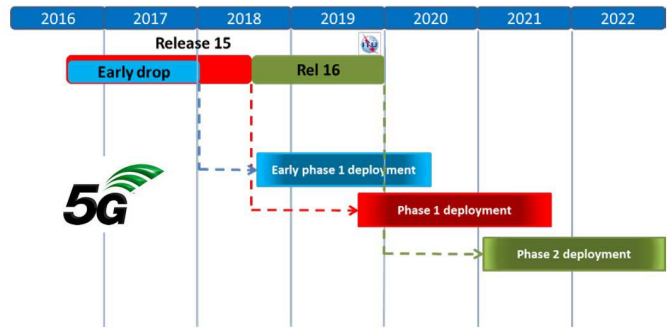 2016 2017 2018 2019 2020 2021 2022
Release 15
Early drop
Rel 16
Early phase 1 deployment
5G
Phase 1 deployment
Phase 2 deployment